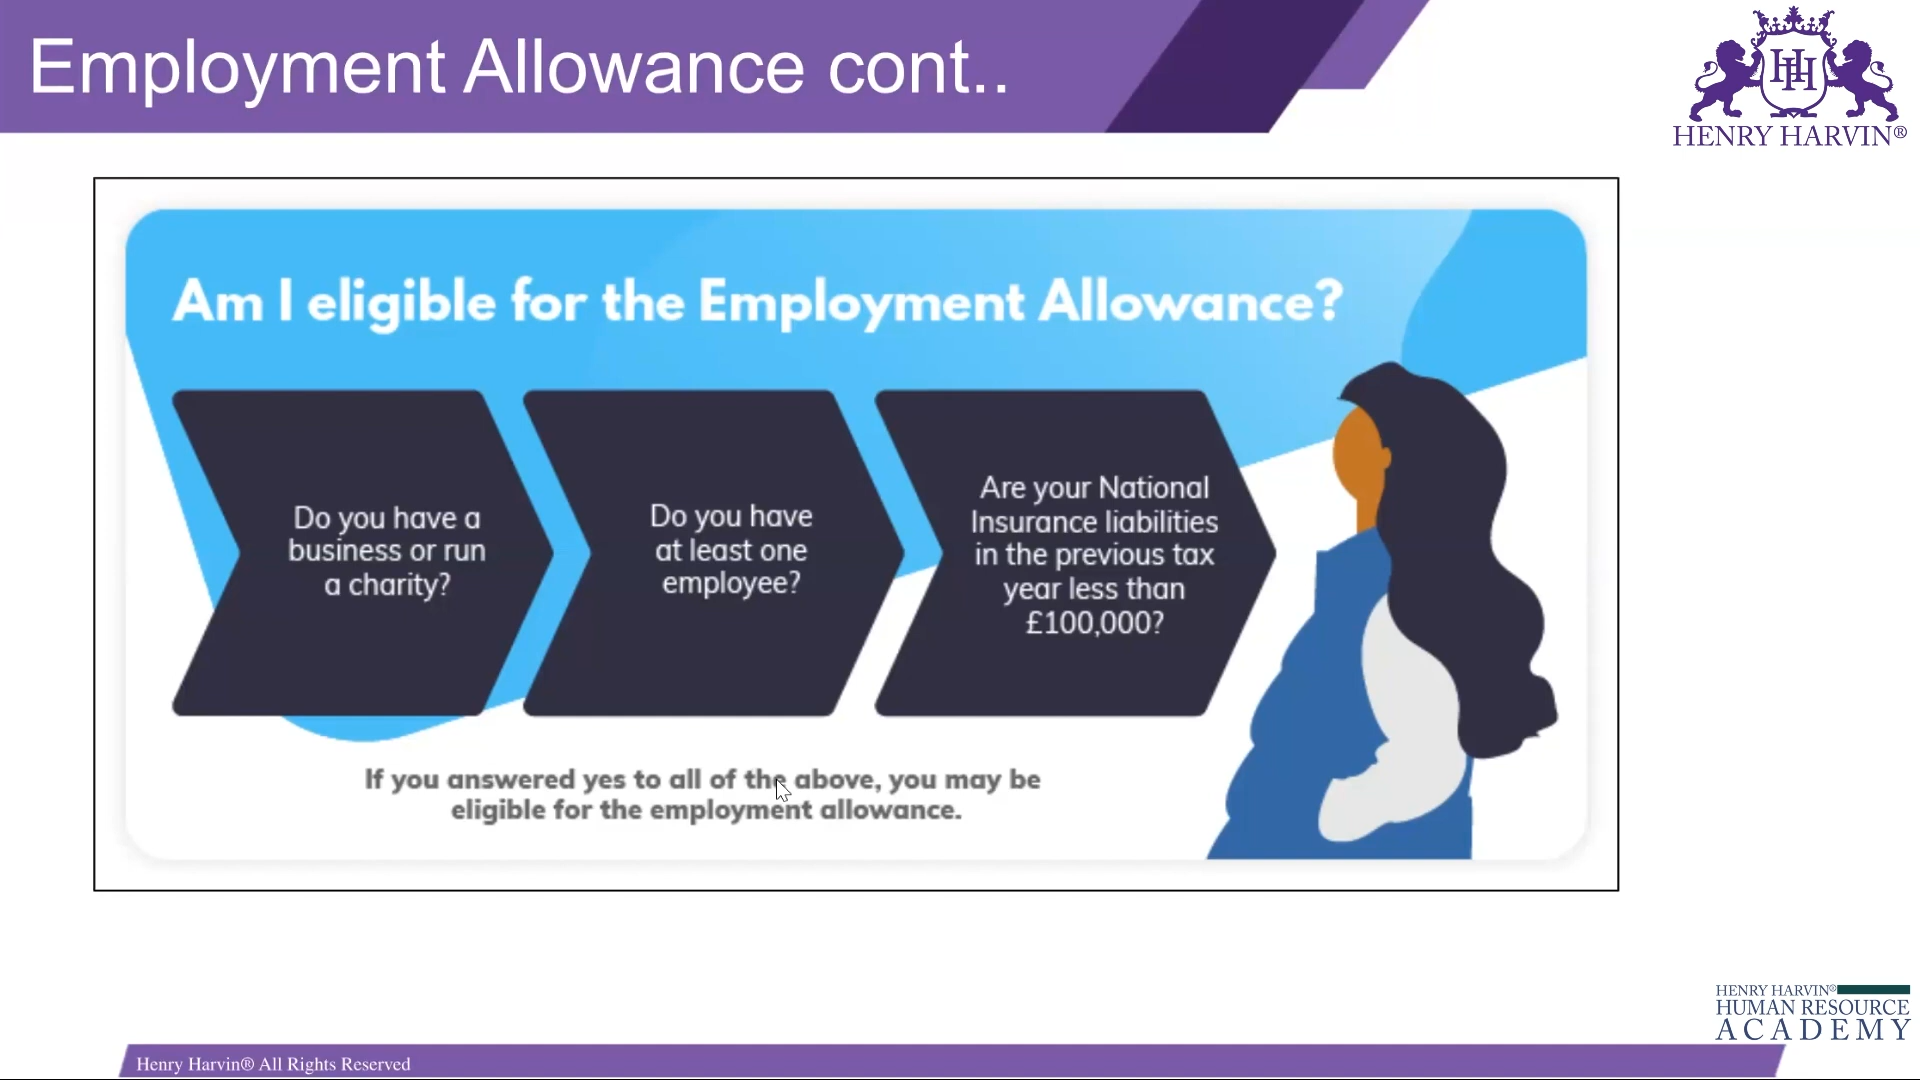 Employment Allowance cont..
HH
HENRY HARVIN®
Am I eligible for the Employment Allowance?
Do you have a
business or run
a charity?
Do you have
at least one
employee?
Are your National
Insurance liabilities
in the previous tax
year less than
£100,000?
If you answered yes to all of the above, you may be
eligible for the employment allowance.
HENRY HARVIN®
HUMAN RESOURCE
ACADEMY
Henry Harvin® All Rights Reserved